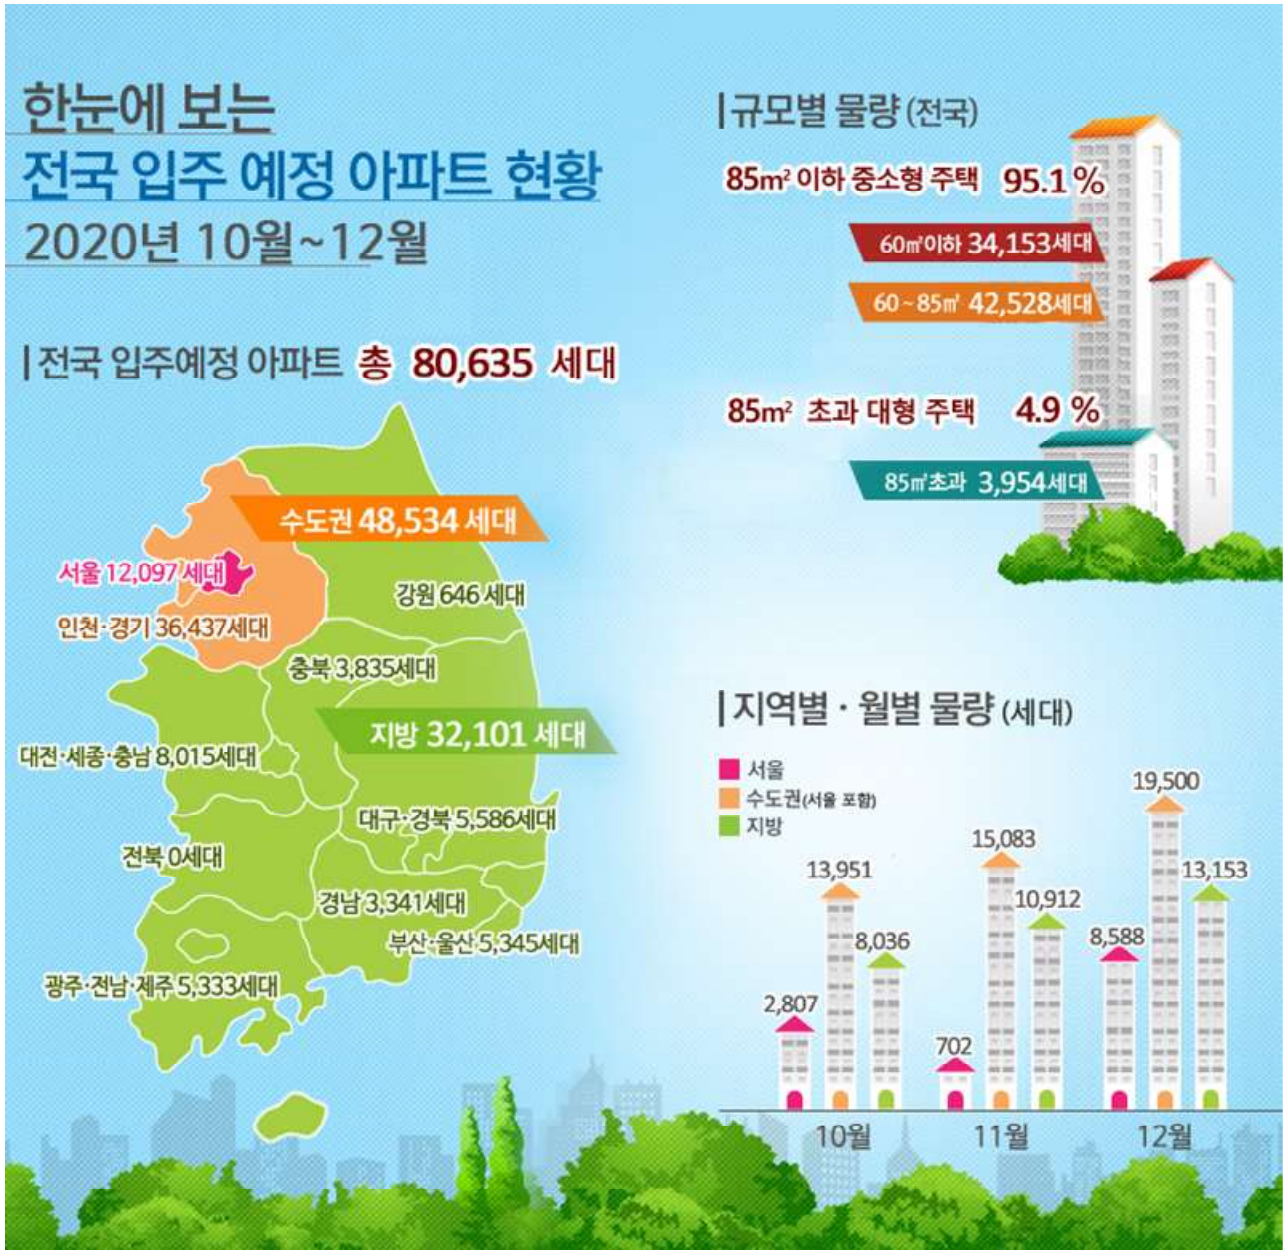 한눈에 보는
전국 입주 예정 아파트 현황
2020년 10월~12월
전국 입주예정 아파트 총 80,635 세대
수도권 48,534 세대
서울 12,097 세대
인천·경기 36,437세대
강원 646 세대
충북 3,835세대
지방 32,101 세대
대전·세종·충남 8,015세대
대구·경북 5,586세대
전북 0세대
경남 3,341세대
부산·울산 5,345세대
광주·전남·제주 5,333세대
규모별 물량 (전국)
85m² 이하 중소형 주택 95.1 %
60㎡이하 34,153세대
60~85㎡ 42,528세대
85m² 초과 대형 주택 4.9 %
85㎡초과 3,954세대
지역별·월별 물량 (세대)
서울
수도권(서울 포함)
지방
2,807
13,951
8,036
702
15,083
10,912
8,588
19,500
13,153
10월 11월 12월